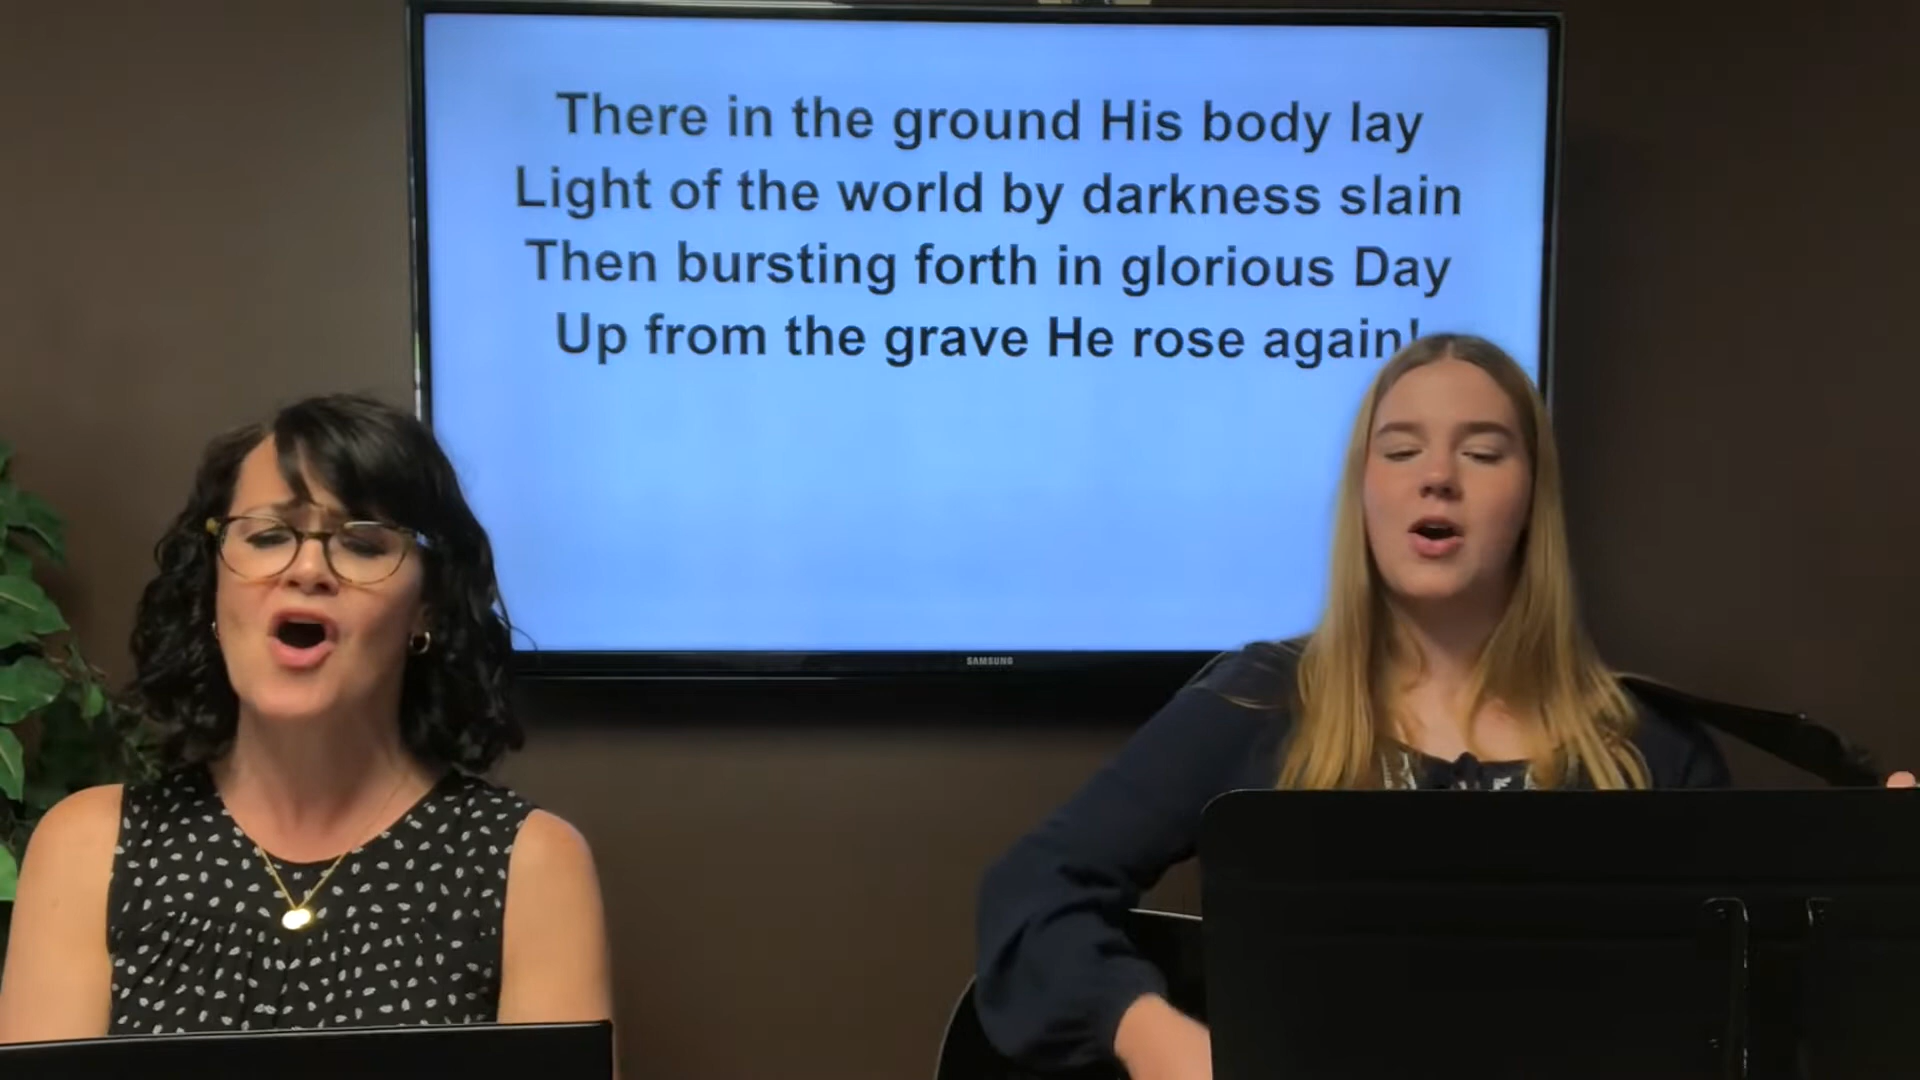 There in the ground His body lay
Light of the world by darkness slain
Then bursting forth in glorious Day
Up from the grave He rose again!
SAMSUNG